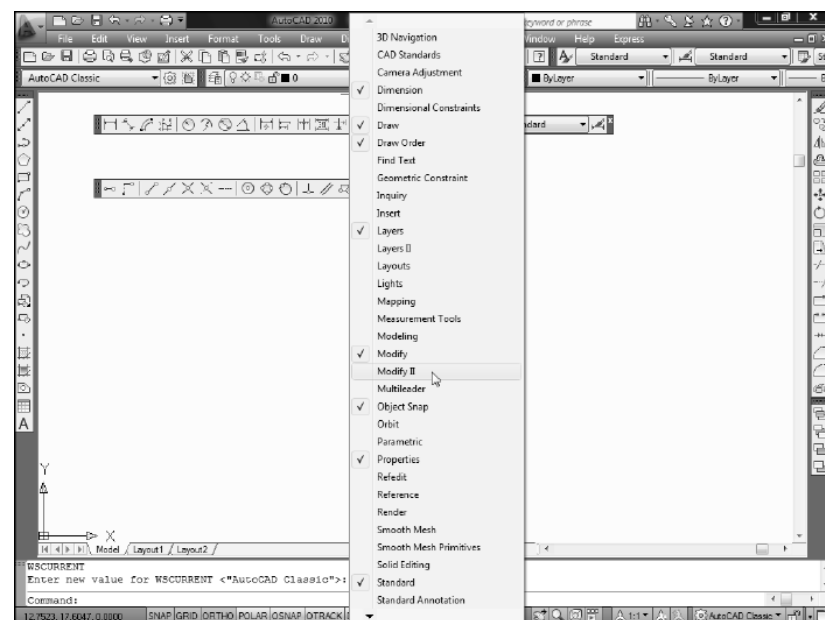 AutoCAD 2010
keyword or phrase
File Edit View Insert Format Tools Draw
Window Help Express
Standard
Standard
AutoCAD Classic
0
ByLayer
ByLayer
3D Navigation
CAD Standards
Camera Adjustment
Dimension
Dimensional Constraints
Draw
Draw Order
Find Text
Geometric Constraint
Inquiry
Insert
Layers
Layers II
Layouts
Lights
Mapping
Measurement Tools
Modeling
Modify
Modify II
Multileader
Object Snap
Orbit
Parametric
Properties
Refedit
Reference
Render
Smooth Mesh
Smooth Mesh Primitives
Solid Editing
Standard
Standard Annotation
A
Y
X
Model Layout1 Layout2
WSCURRENT
Enter new value for WSCURRENT <"AutoCAD Classic">:
Command:
12.7523, 17.6047, 0.0000 SNAP GRID ORTHO POLAR OSNAP OTRACK
1:1
AutoCAD Classic